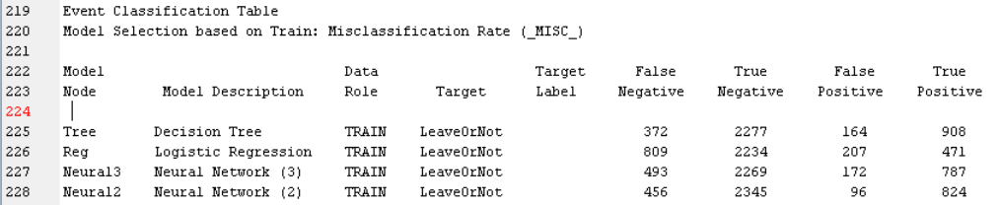 219 Event Classification Table
220 Model Selection based on Train: Misclassification Rate (_MISC_)
221
222 Model Data Target False True False True
223 Node Model Description Role Target Label Negative Negative Positive Positive
224
225 Tree Decision Tree TRAIN LeaveOrNot 372 2277 164 908
226 Reg Logistic Regression TRAIN LeaveOrNot 809 2234 207 471
227 Neural3 Neural Network (3) TRAIN LeaveOrNot 493 2269 172 787
228 Neural2 Neural Network (2) TRAIN LeaveOrNot 456 2345 96 824